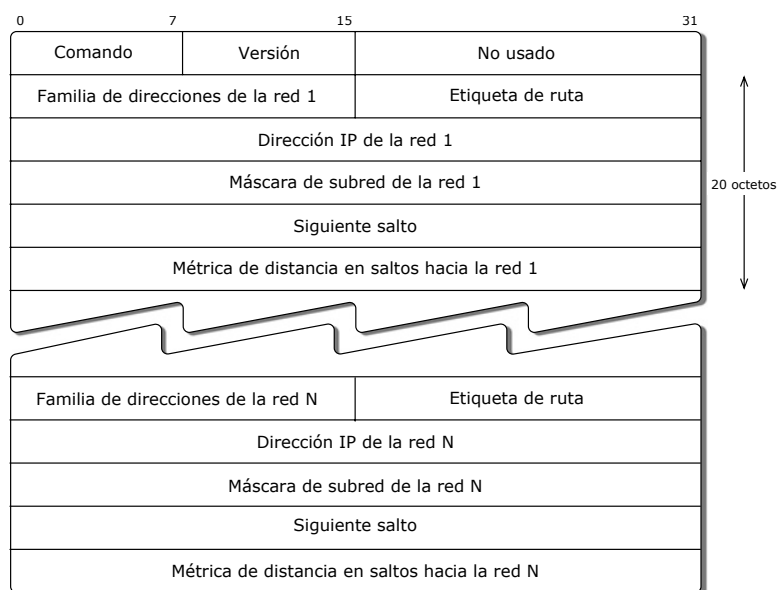 0 7 15 31
Comando Versión No usado
Familia de direcciones de la red 1 Etiqueta de ruta
Dirección IP de la red 1
Máscara de subred de la red 1
20 octetos
Siguiente salto
Métrica de distancia en saltos hacia la red 1
Familia de direcciones de la red N Etiqueta de ruta
Dirección IP de la red N
Máscara de subred de la red N
Siguiente salto
Métrica de distancia en saltos hacia la red N